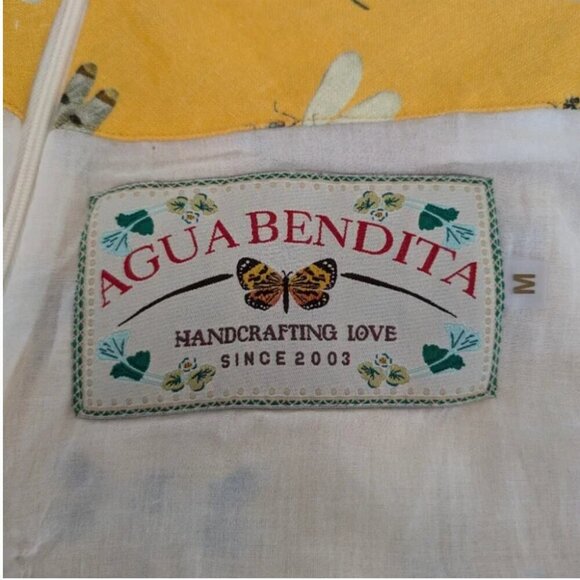 AGUA BENDITA
HANDCRAFTING LOVE
SINCE 2003
M